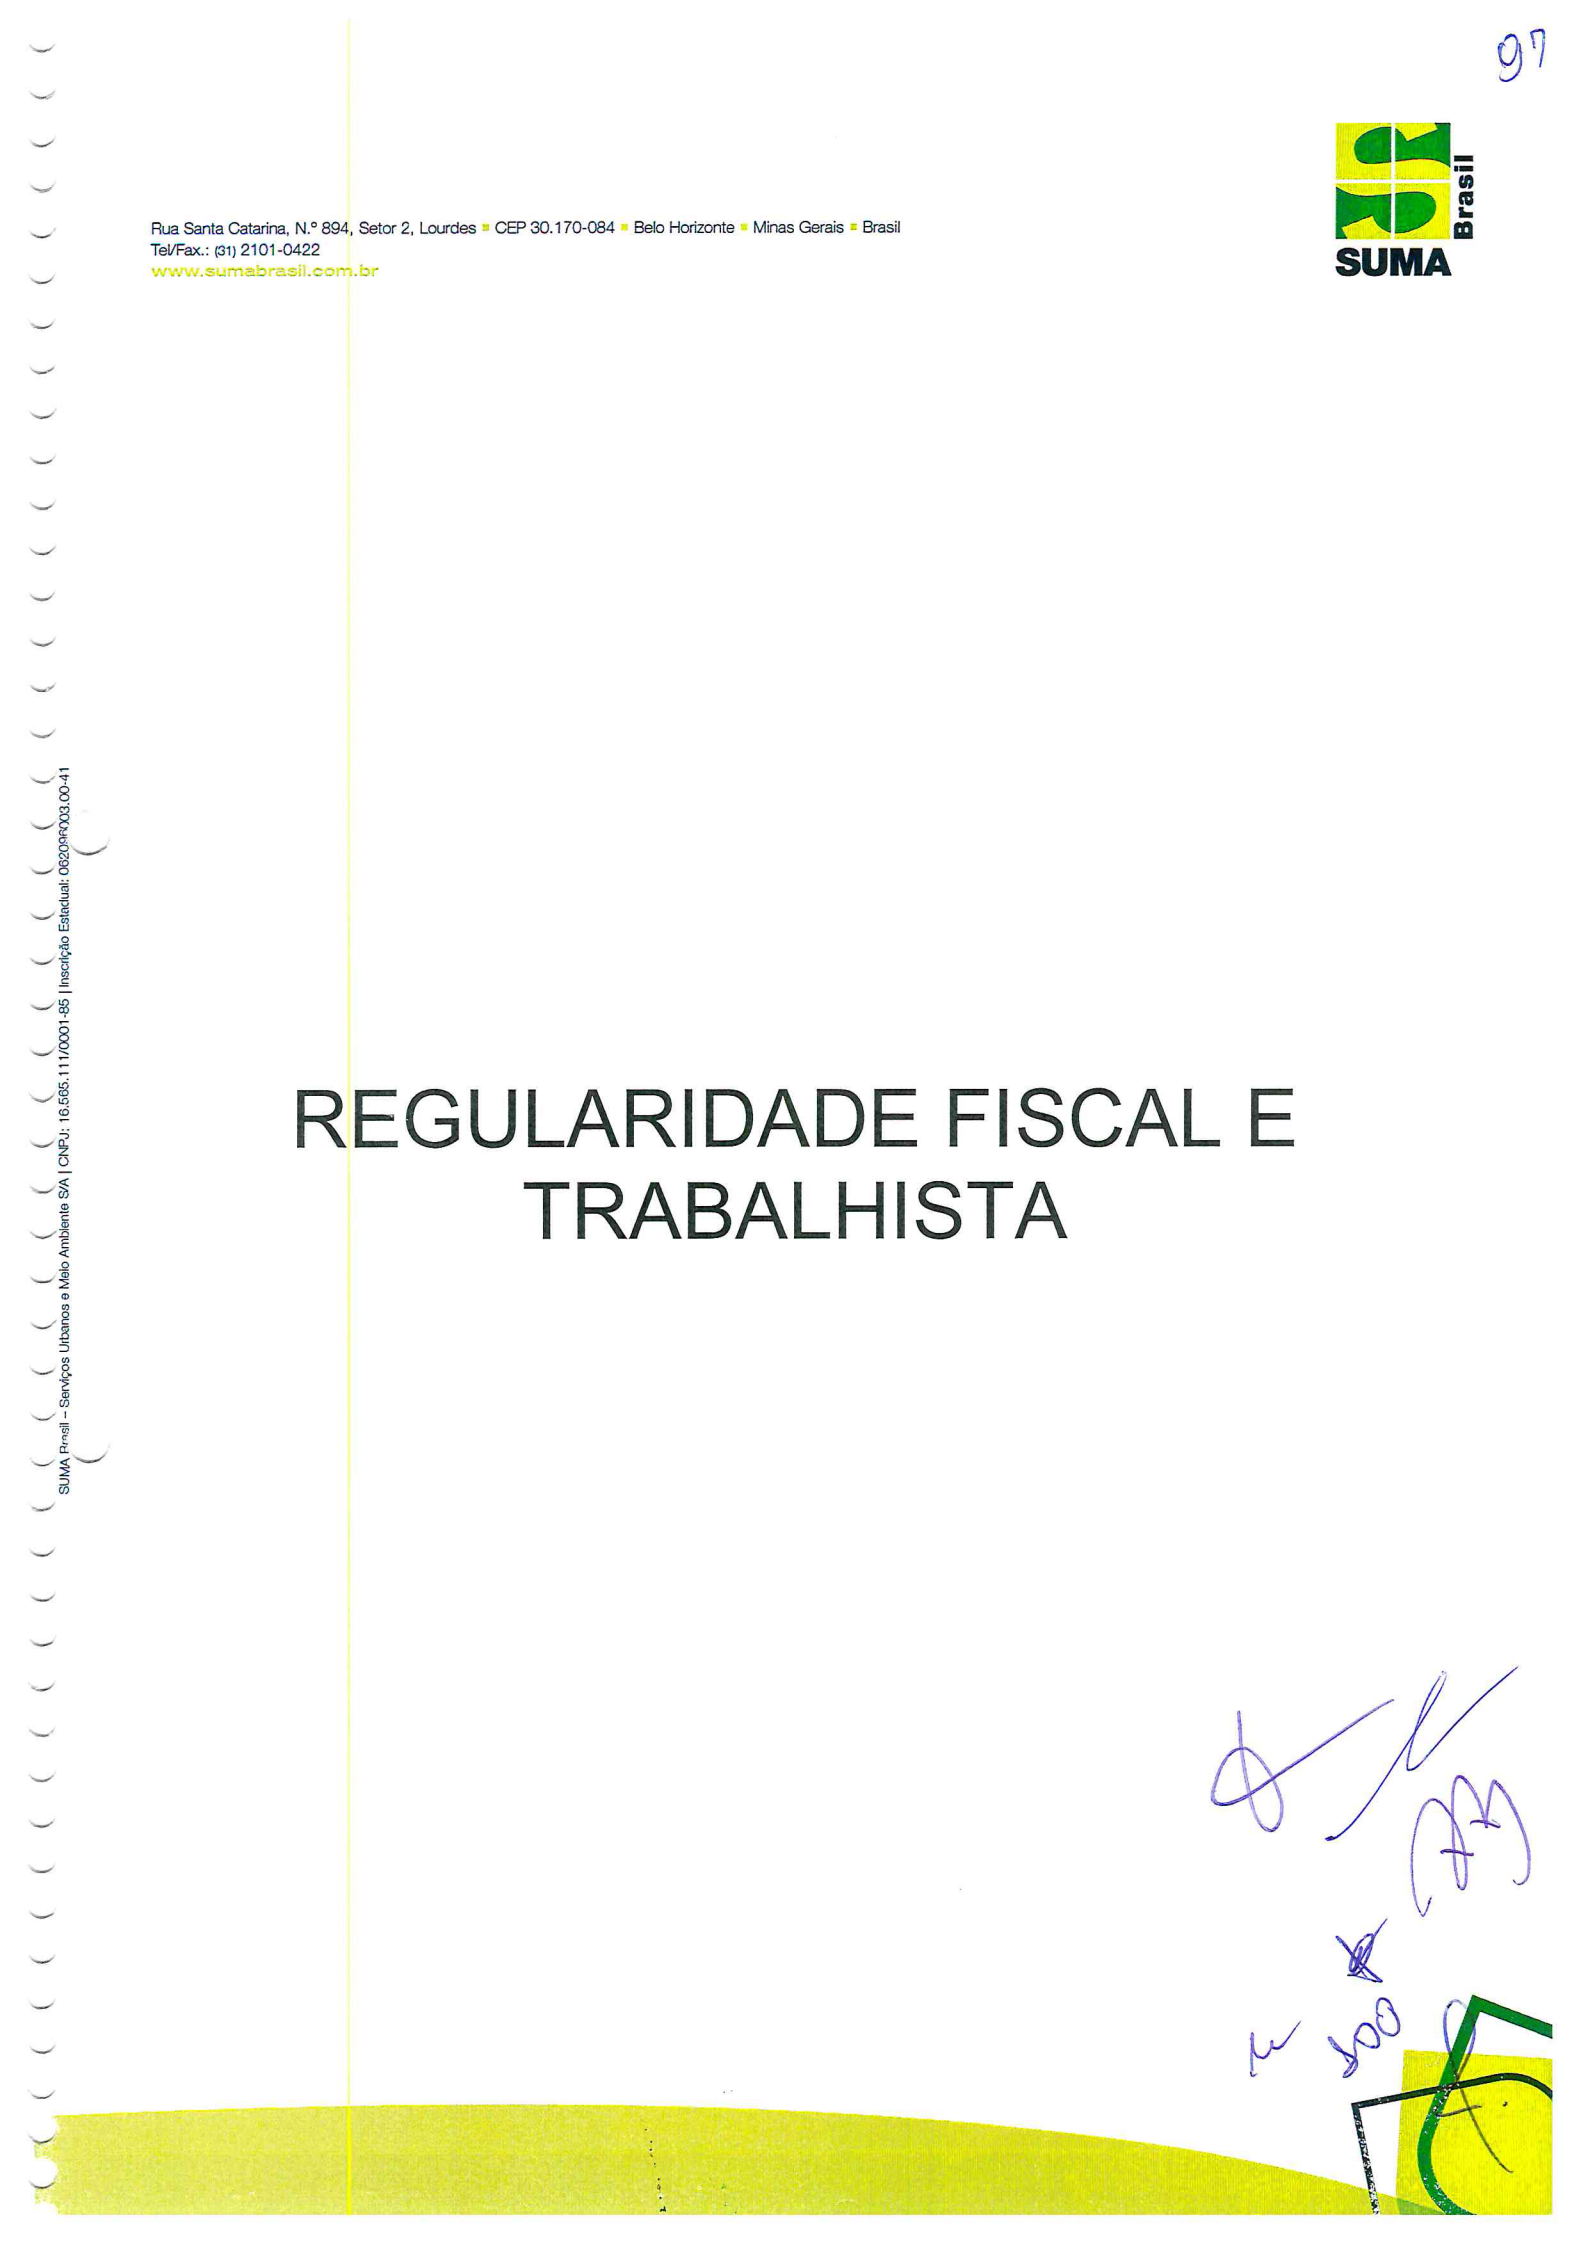 97
Brasil
SUMA
Rua Santa Catarina, N.º 894, Setor 2, Lourdes ▪ CEP 30.170-084 ▪ Belo Horizonte ▪ Minas Gerais ▪ Brasil
Tel/Fax.: (31) 2101-0422
www.sumabrasil.com.br
SUMA Brasil – Serviços Urbanos e Meio Ambiente S/A | CNPJ: 16.565.111/0001-85 | Inscrição Estadual: 062096003.00-41
REGULARIDADE FISCAL E
TRABALHISTA